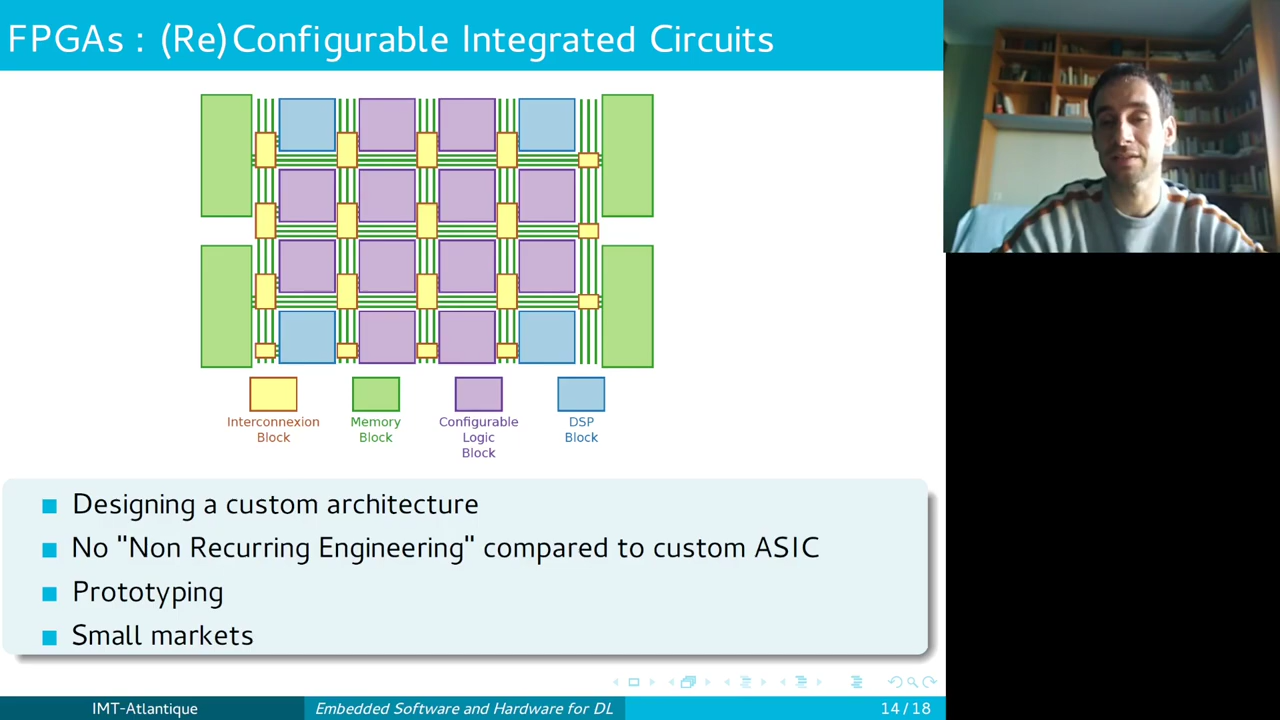 FPGAs : (Re)Configurable Integrated Circuits
Interconnexion
Block
Memory
Block
Configurable
Logic
Block
DSP
Block
Designing a custom architecture
No "Non Recurring Engineering" compared to custom ASIC
Prototyping
Small markets
IMT-Atlantique
Embedded Software and Hardware for DL
14 / 18